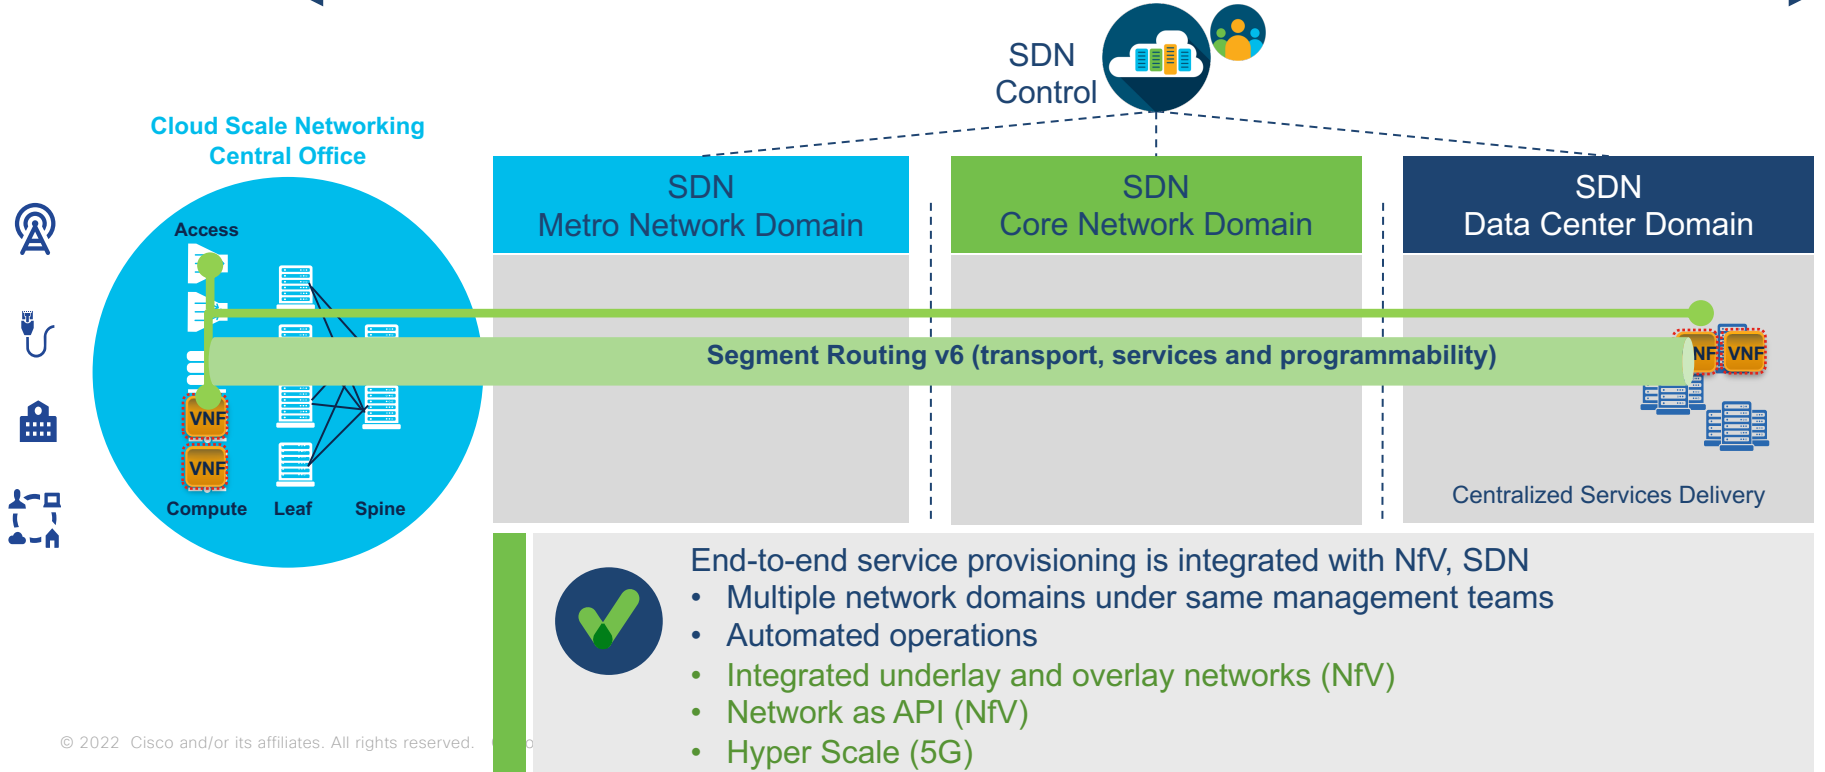 SDN
Control
Cloud Scale Networking
Central Office
SDN
Metro Network Domain
SDN
Core Network Domain
SDN
Data Center Domain
Access
Segment Routing v6 (transport, services and programmability)
NF
VNF
VNF
VNF
Compute
Leaf
Spine
Centralized Services Delivery
End-to-end service provisioning is integrated with NfV, SDN
• Multiple network domains under same management teams
• Automated operations
• Integrated underlay and overlay networks (NfV)
• Network as API (NfV)
• Hyper Scale (5G)
© 2022 Cisco and/or its affiliates. All rights reserved.